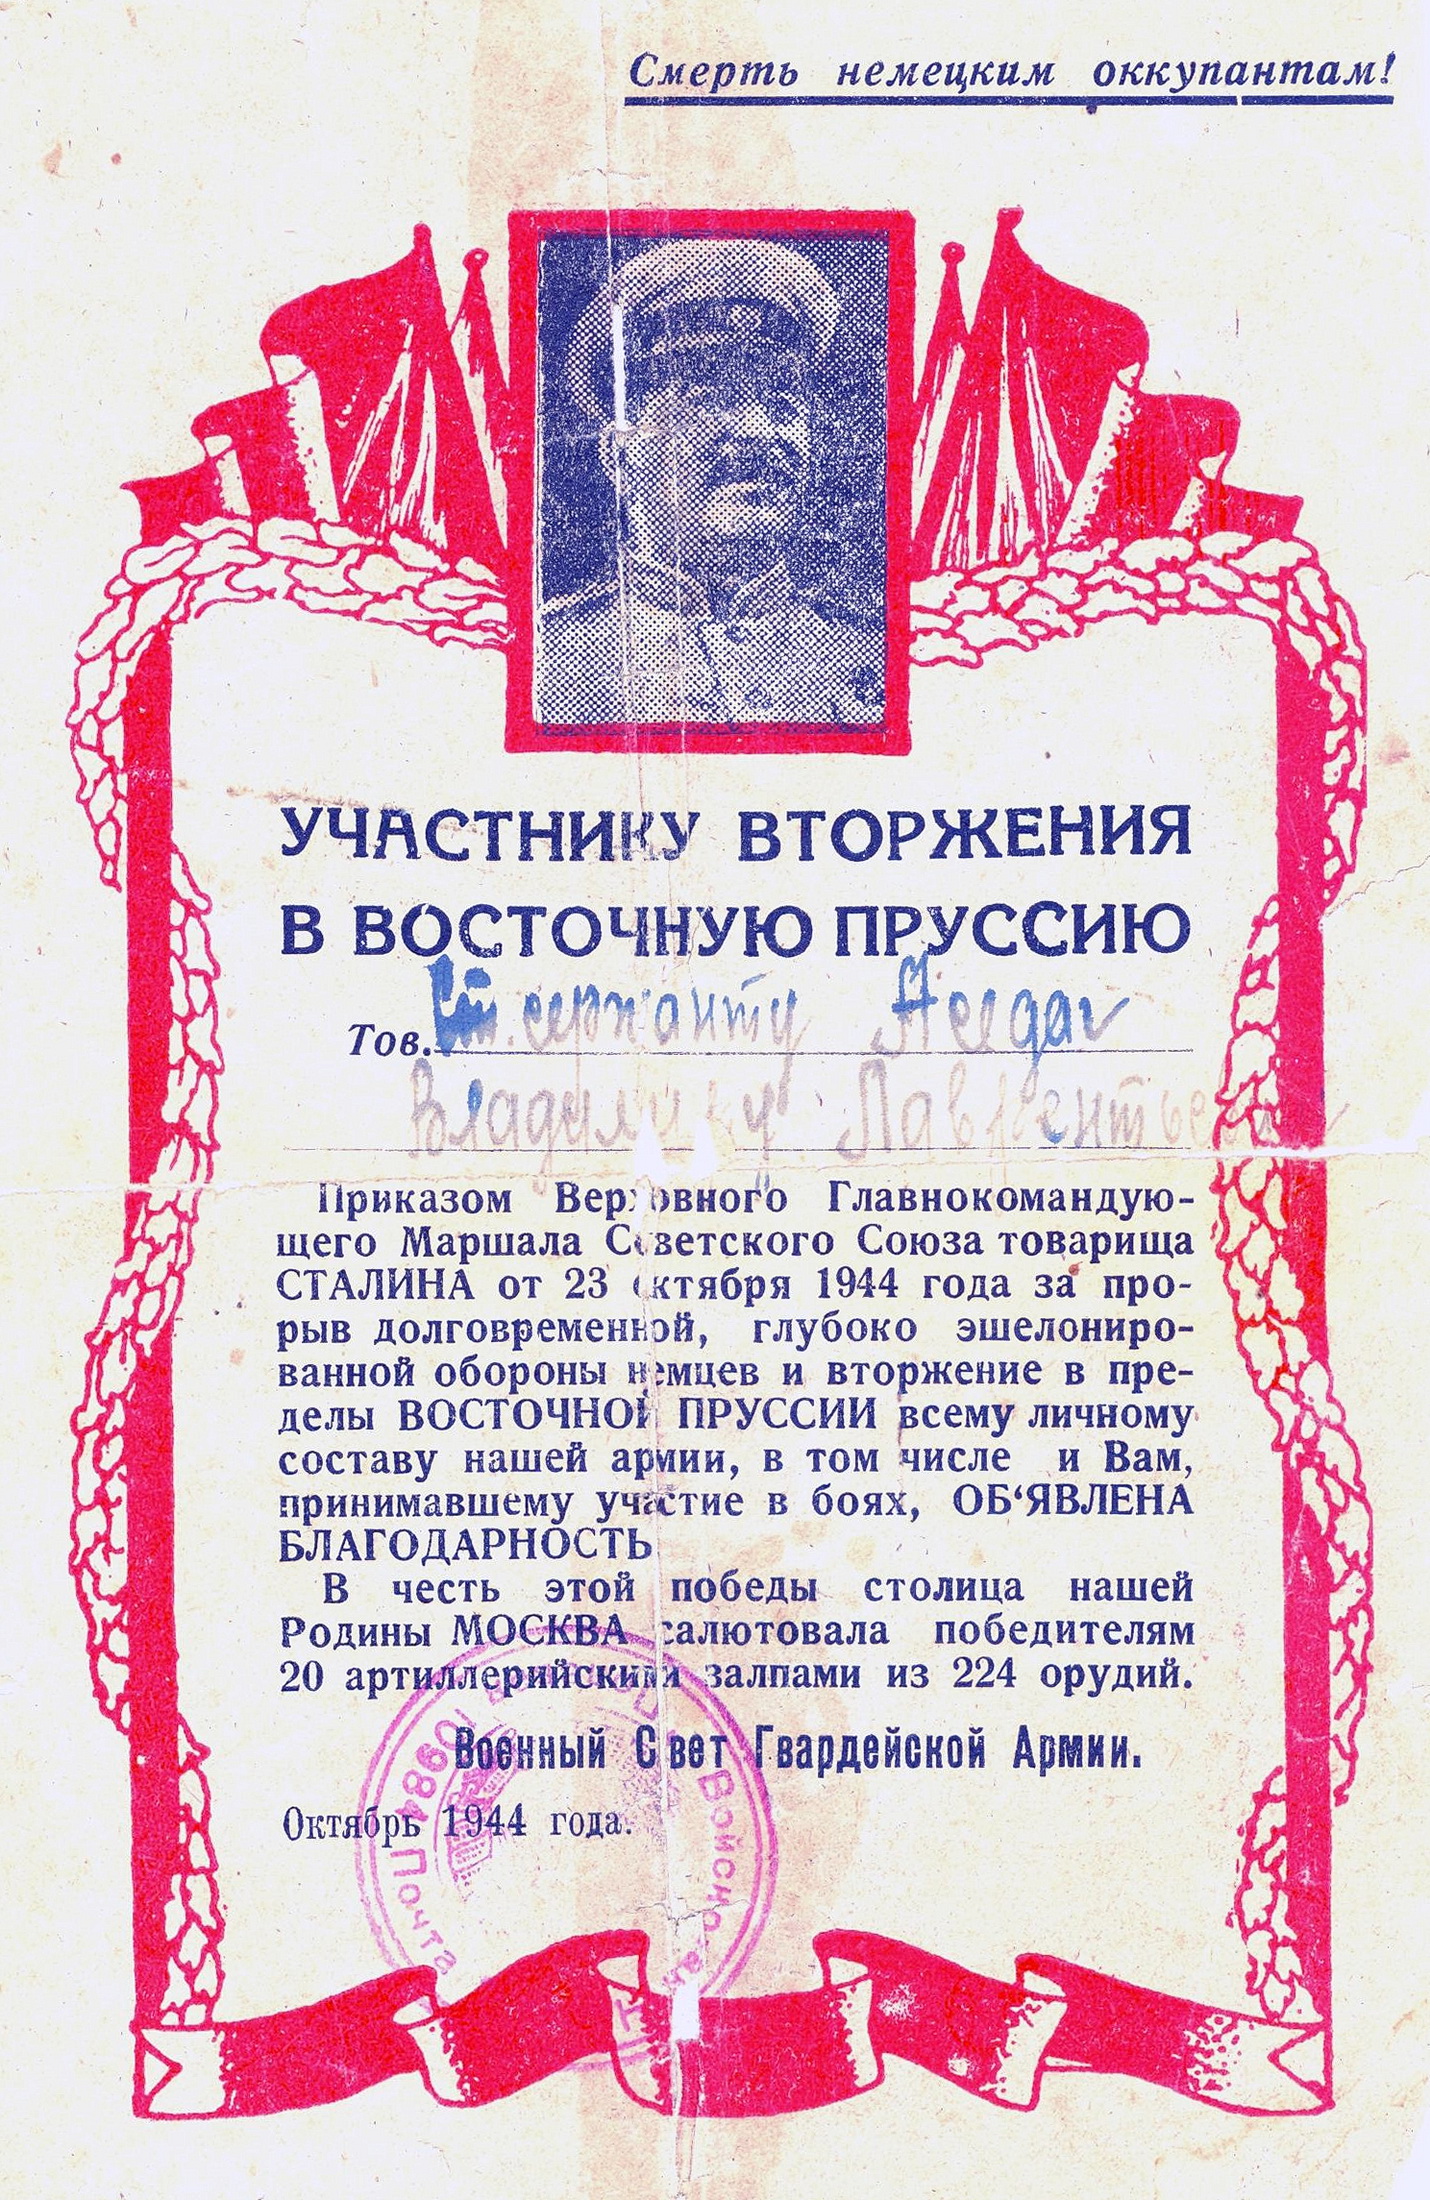 Смерть немецким оккупантам!
УЧАСТНИКУ ВТОРЖЕНИЯ
В ВОСТОЧНУЮ ПРУССИЮ
Тов. Ст. сержанту
Владимиру Лаврентье
Приказом Верховного Главнокомандую-
щего Маршала Советского Союза товарища
СТАЛИНА от 23 октября 1944 года за про-
рыв долговременной, глубоко эшелониро-
ванной обороны немцев и вторжение в пре-
делы ВОСТОЧНОЙ ПРУССИИ всему личному
составу нашей армии, в том числе и Вам,
принимавшему участие в боях, ОБ‘ЯВЛЕНА
БЛАГОДАРНОСТЬ
В честь этой победы столица нашей
Родины МОСКВА салютовала победителям
20 артиллерийскими залпами из 224 орудий.
Военный Совет Гвардейской Армии.
Октябрь 1944 года.
Почта